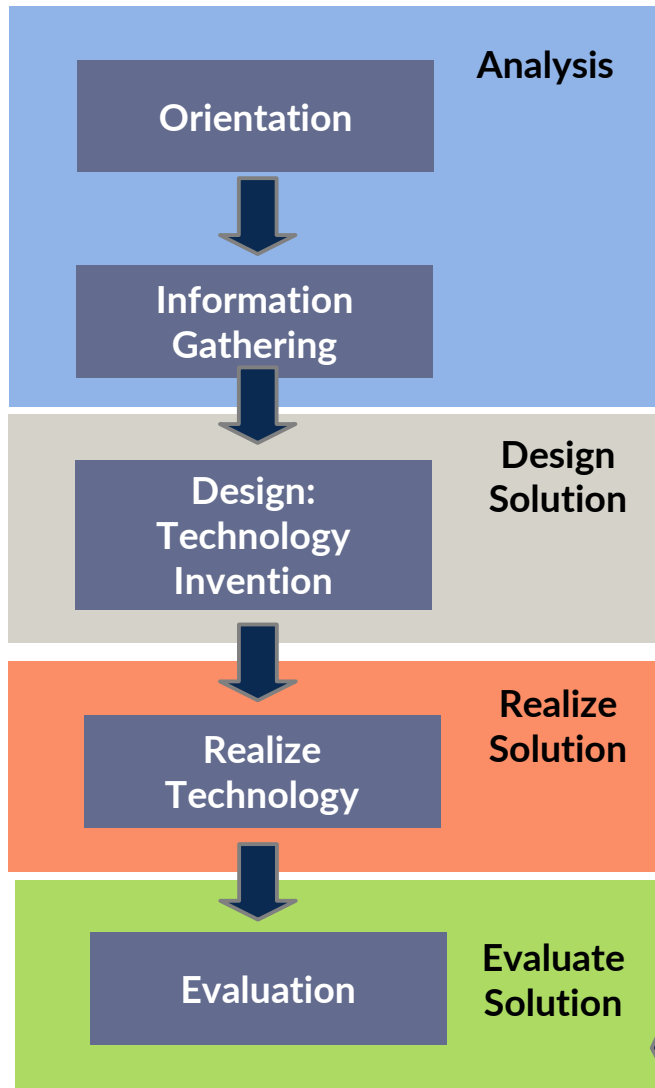 Analysis
Orientation
Information
Gathering
Design
Solution
Design:
Technology
Invention
Realize
Solution
Realize
Technology
Evaluate
Solution
Evaluation